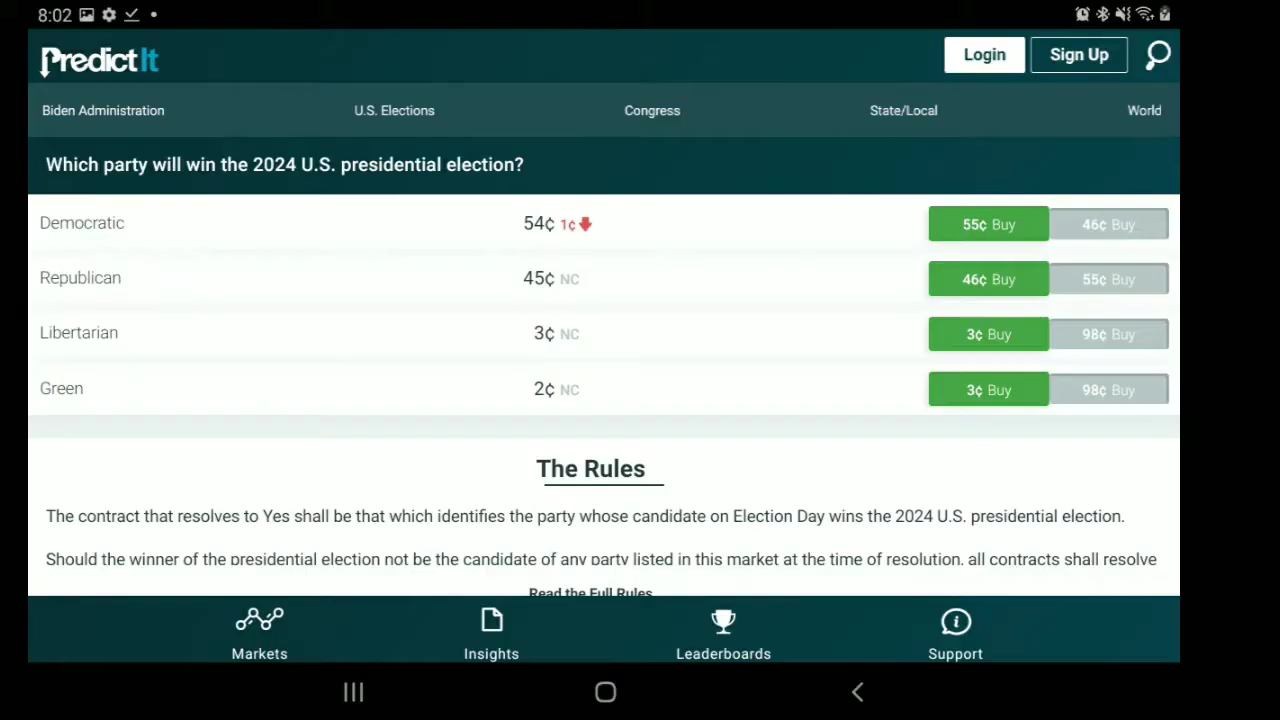 8:02
PredictIt
Login Sign Up
Biden Administration U.S. Elections Congress State/Local World
Which party will win the 2024 U.S. presidential election?
Democratic 54¢ 1¢ 55¢ Buy 46¢ Buy
Republican 45¢ NC 46¢ Buy 55¢ Buy
Libertarian 3¢ NC 3¢ Buy 98¢ Buy
Green 2¢ NC 3¢ Buy 98¢ Buy
The Rules
The contract that resolves to Yes shall be that which identifies the party whose candidate on Election Day wins the 2024 U.S. presidential election.
Should the winner of the presidential election not be the candidate of any party listed in this market at the time of resolution, all contracts shall resolve
Read the Full Rules
Markets Insights Leaderboards Support